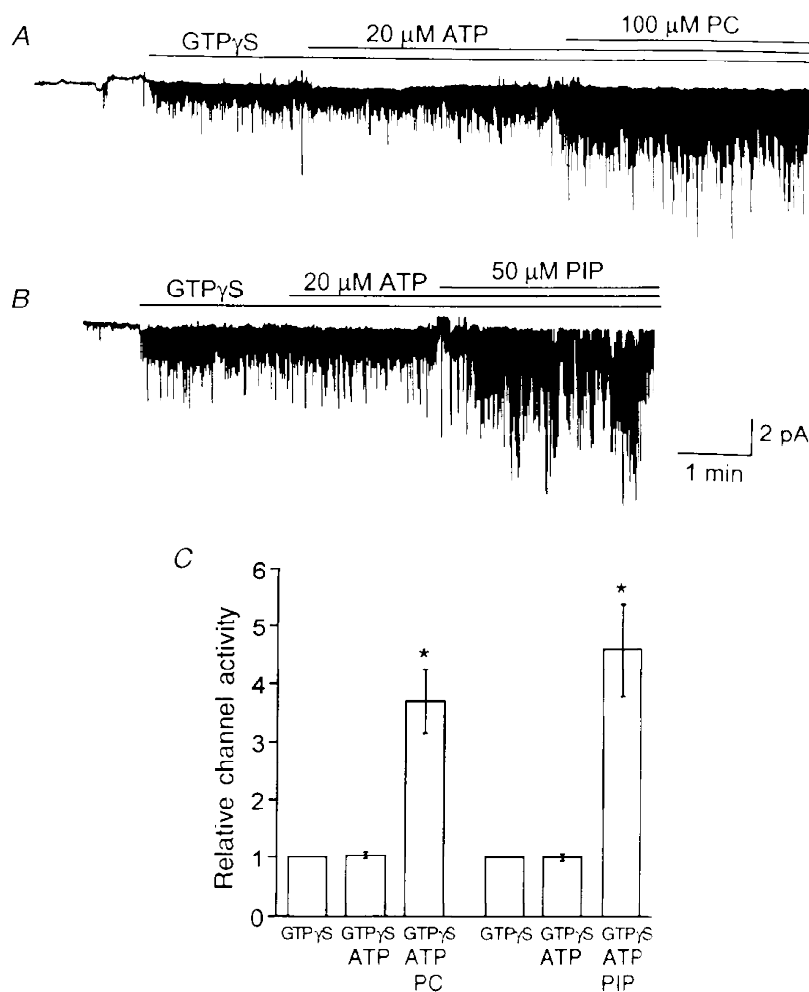 A
GTPγS
20 μM ATP
100 μM PC
B
GTPγS
20 μM ATP
50 μM PIP
2 pA
1 min
C
Relative channel activity
6
5
4
3
2
1
0
*
*
GTPγS GTPγS GTPγS GTPγS GTPγS GTPγS
ATP ATP ATP ATP
PC PIP